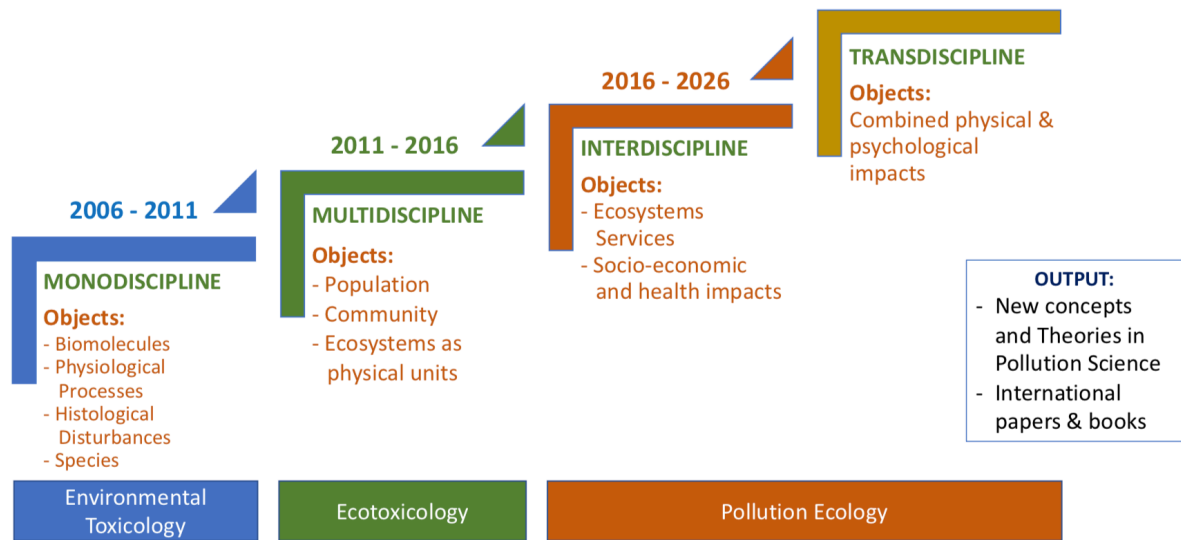 2006 - 2011
MONODISCIPLINE
Objects:
- Biomolecules
- Physiological
Processes
- Histological
Disturbances
- Species
Environmental
Toxicology
2011 - 2016
MULTIDISCIPLINE
Objects:
- Population
- Community
- Ecosystems as
physical units
Ecotoxicology
2016 - 2026
INTERDISCIPLINE
Objects:
- Ecosystems
Services
- Socio-economic
and health impacts
TRANSDISCIPLINE
Objects:
Combined physical &
psychological
impacts
Pollution Ecology
OUTPUT:
- New concepts
and Theories in
Pollution Science
- International
papers & books